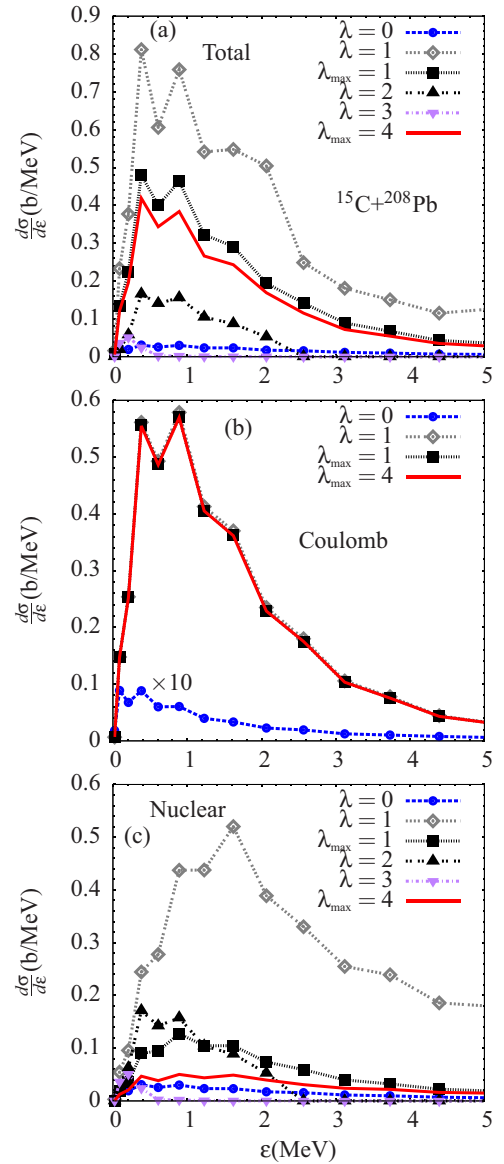 (a)
Total
λ = 0
λ = 1
λmax = 1
λ = 2
λ = 3
λmax = 4
¹⁵C+²⁰⁸Pb
dσ/dε (b/MeV)
0.9
0.8
0.7
0.6
0.5
0.4
0.3
0.2
0.1
0
0 1 2 3 4 5
(b)
λ = 0
λ = 1
λmax = 1
λmax = 4
Coulomb
×10
dσ/dε (b/MeV)
0.6
0.5
0.4
0.3
0.2
0.1
0
0 1 2 3 4 5
Nuclear
(c)
λ = 0
λ = 1
λmax = 1
λ = 2
λ = 3
λmax = 4
dσ/dε (b/MeV)
0.6
0.5
0.4
0.3
0.2
0.1
0
0 1 2 3 4 5
ε(MeV)